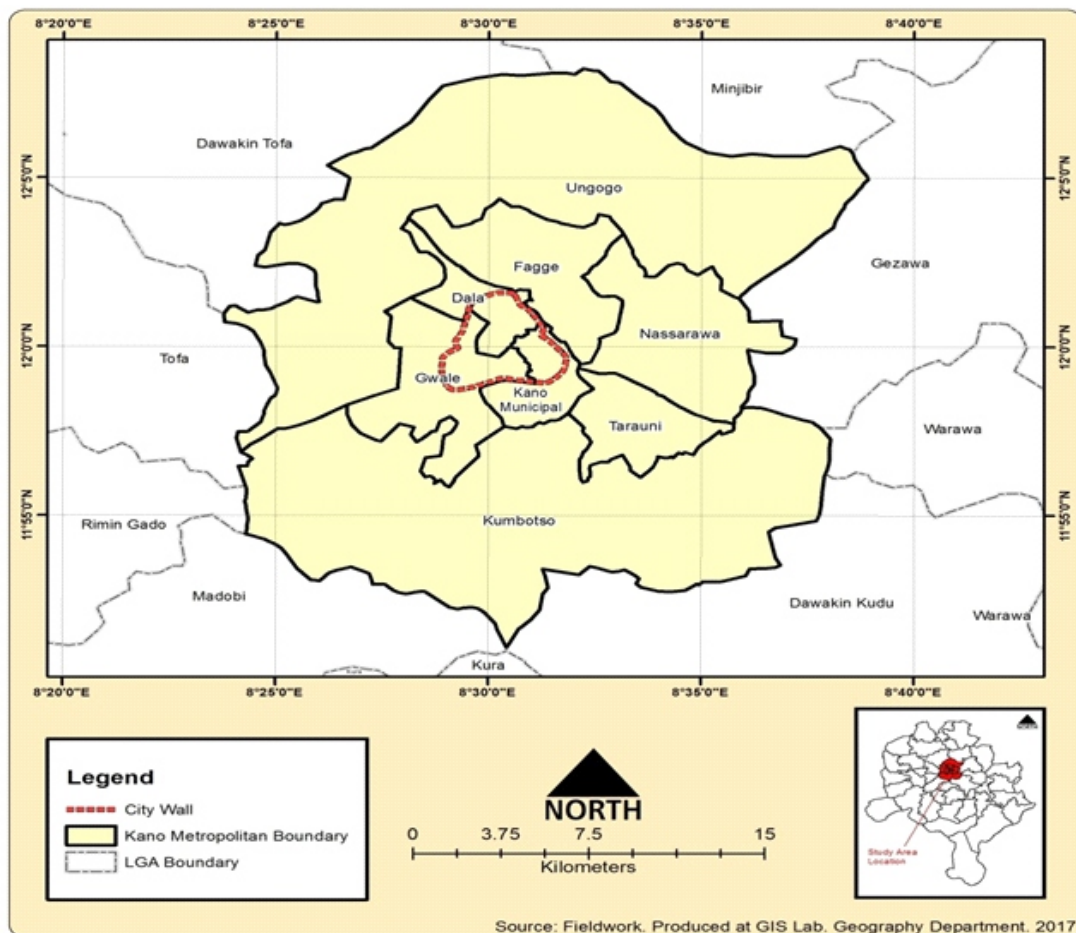 8°20'0"E 8°25'0"E 8°30'0"E 8°35'0"E 8°40'0"E
Minjibir
Dawakin Tofa
12°5'0"N
12°5'0"N
Ungogo
Gezawa
Fagge
Dala
Nassarawa
12°0'0"N
12°0'0"N
Tofa
Gwale
Kano
Municipal
Tarauni
Warawa
11°55'0"N
11°55'0"N
Kumbotso
Rimin Gado
Madobi
Dawakin Kudu
Warawa
Kura
8°20'0"E 8°25'0"E 8°30'0"E 8°35'0"E 8°40'0"E
Legend
City Wall
Kano Metropolitan Boundary
LGA Boundary
NORTH
0 3.75 7.5 15
Kilometers
Study Area
Location
Source: Fieldwork. Produced at GIS Lab. Geography Department. 2017